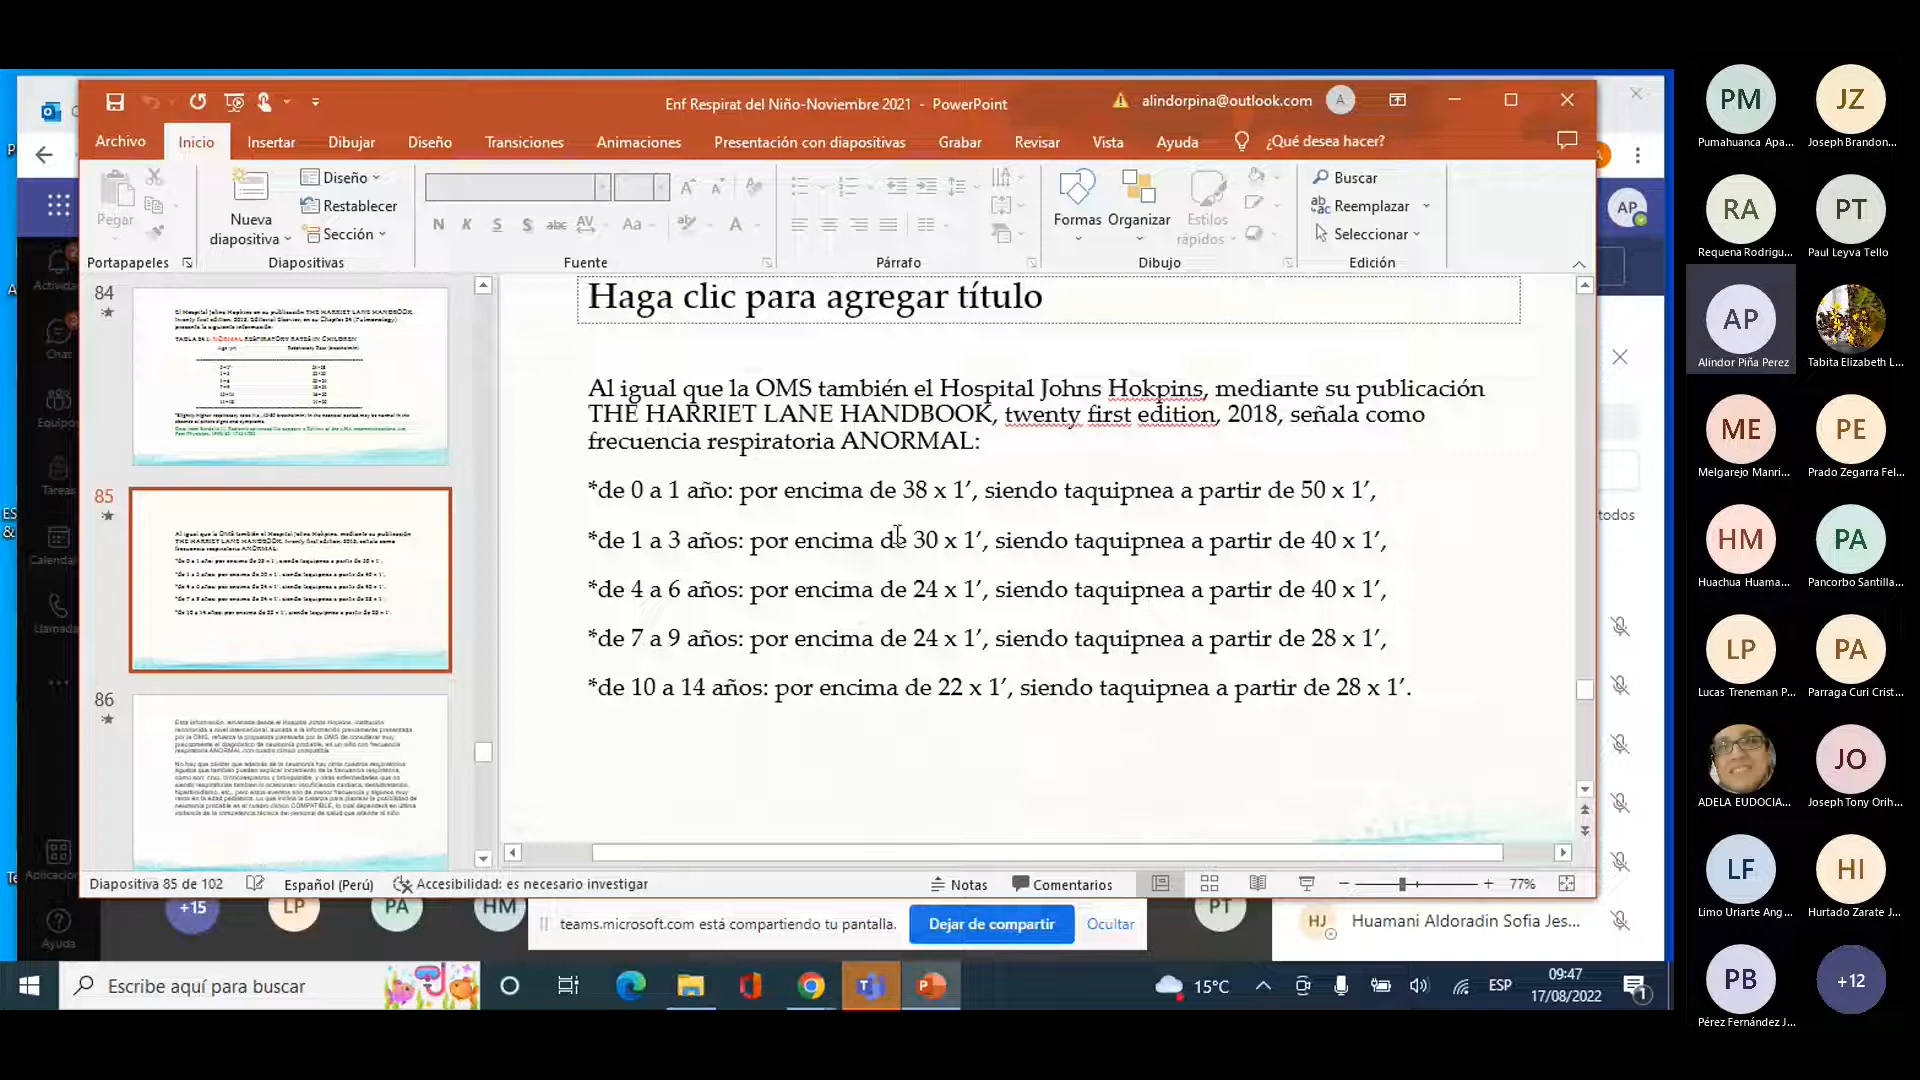 Enf Respirat del Niño-Noviembre 2021 - PowerPoint
alindorpina@outlook.com
A
Archivo
Inicio
Insertar
Dibujar
Diseño
Transiciones
Animaciones
Presentación con diapositivas
Grabar
Revisar
Vista
Ayuda
¿Qué desea hacer?
Pegar
Nueva diapositiva
Diseño
Restablecer
Sección
N K S S abc AV Aa A
Formas
Organizar
Estilos rápidos
Buscar
Reemplazar
Seleccionar
Portapapeles
Diapositivas
Fuente
Párrafo
Dibujo
Edición
84
85
86
Haga clic para agregar título
Al igual que la OMS también el Hospital Johns Hokpins, mediante su publicación
THE HARRIET LANE HANDBOOK, twenty first edition, 2018, señala como
frecuencia respiratoria ANORMAL:
*de 0 a 1 año: por encima de 38 x 1’, siendo taquipnea a partir de 50 x 1’,
*de 1 a 3 años: por encima de 30 x 1’, siendo taquipnea a partir de 40 x 1’,
*de 4 a 6 años: por encima de 24 x 1’, siendo taquipnea a partir de 40 x 1’,
*de 7 a 9 años: por encima de 24 x 1’, siendo taquipnea a partir de 28 x 1’,
*de 10 a 14 años: por encima de 22 x 1’, siendo taquipnea a partir de 28 x 1’.
Diapositiva 85 de 102
Español (Perú)
Accesibilidad: es necesario investigar
Notas
Comentarios
77%
+15
LP
PA
HM
teams.microsoft.com está compartiendo tu pantalla.
Dejar de compartir
Ocultar
PT
HJ
Huamani Aldoradin Sofia Jes...
Ayuda
Escribe aquí para buscar
15°C
ESP
09:47
17/08/2022
1
AP
PM
Pumahuanca Apa...
JZ
Joseph Brandon...
RA
Requena Rodrigu...
PT
Paul Leyva Tello
AP
Alindor Piña Perez
Tabita Elizabeth L...
ME
Melgarejo Manri...
PE
Prado Zegarra Fel...
HM
Huachua Huama...
PA
Pancorbo Santilla...
LP
Lucas Treneman P...
PA
Parraga Curi Crist...
ADELA EUDOCIA...
JO
Joseph Tony Orih...
LF
Limo Uriarte Ang...
HI
Hurtado Zarate J...
PB
Pérez Fernández J...
+12